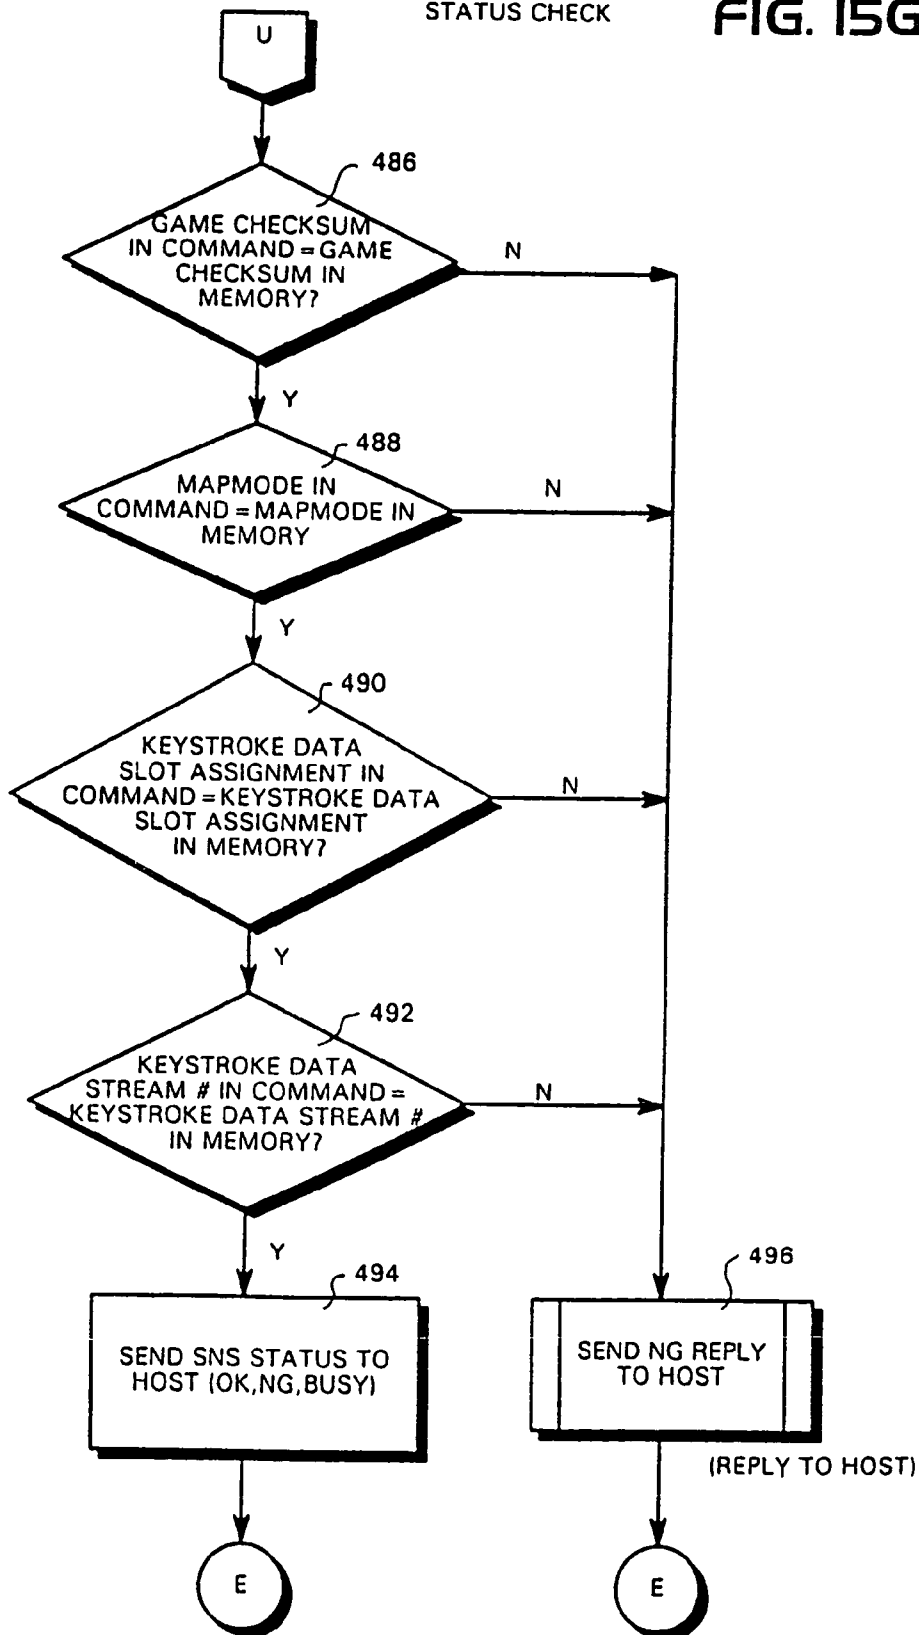 STATUS CHECK
FIG. 15G
U
486
GAME CHECKSUM
IN COMMAND = GAME
CHECKSUM IN
MEMORY?
N
Y
488
MAPMODE IN
COMMAND = MAPMODE IN
MEMORY
N
Y
490
KEYSTROKE DATA
SLOT ASSIGNMENT IN
COMMAND = KEYSTROKE DATA
SLOT ASSIGNMENT
IN MEMORY?
N
Y
492
KEYSTROKE DATA
STREAM # IN COMMAND =
KEYSTROKE DATA STREAM #
IN MEMORY?
N
Y
494
SEND SNS STATUS TO
HOST (OK,NG,BUSY)
496
SEND NG REPLY
TO HOST
(REPLY TO HOST)
E
E